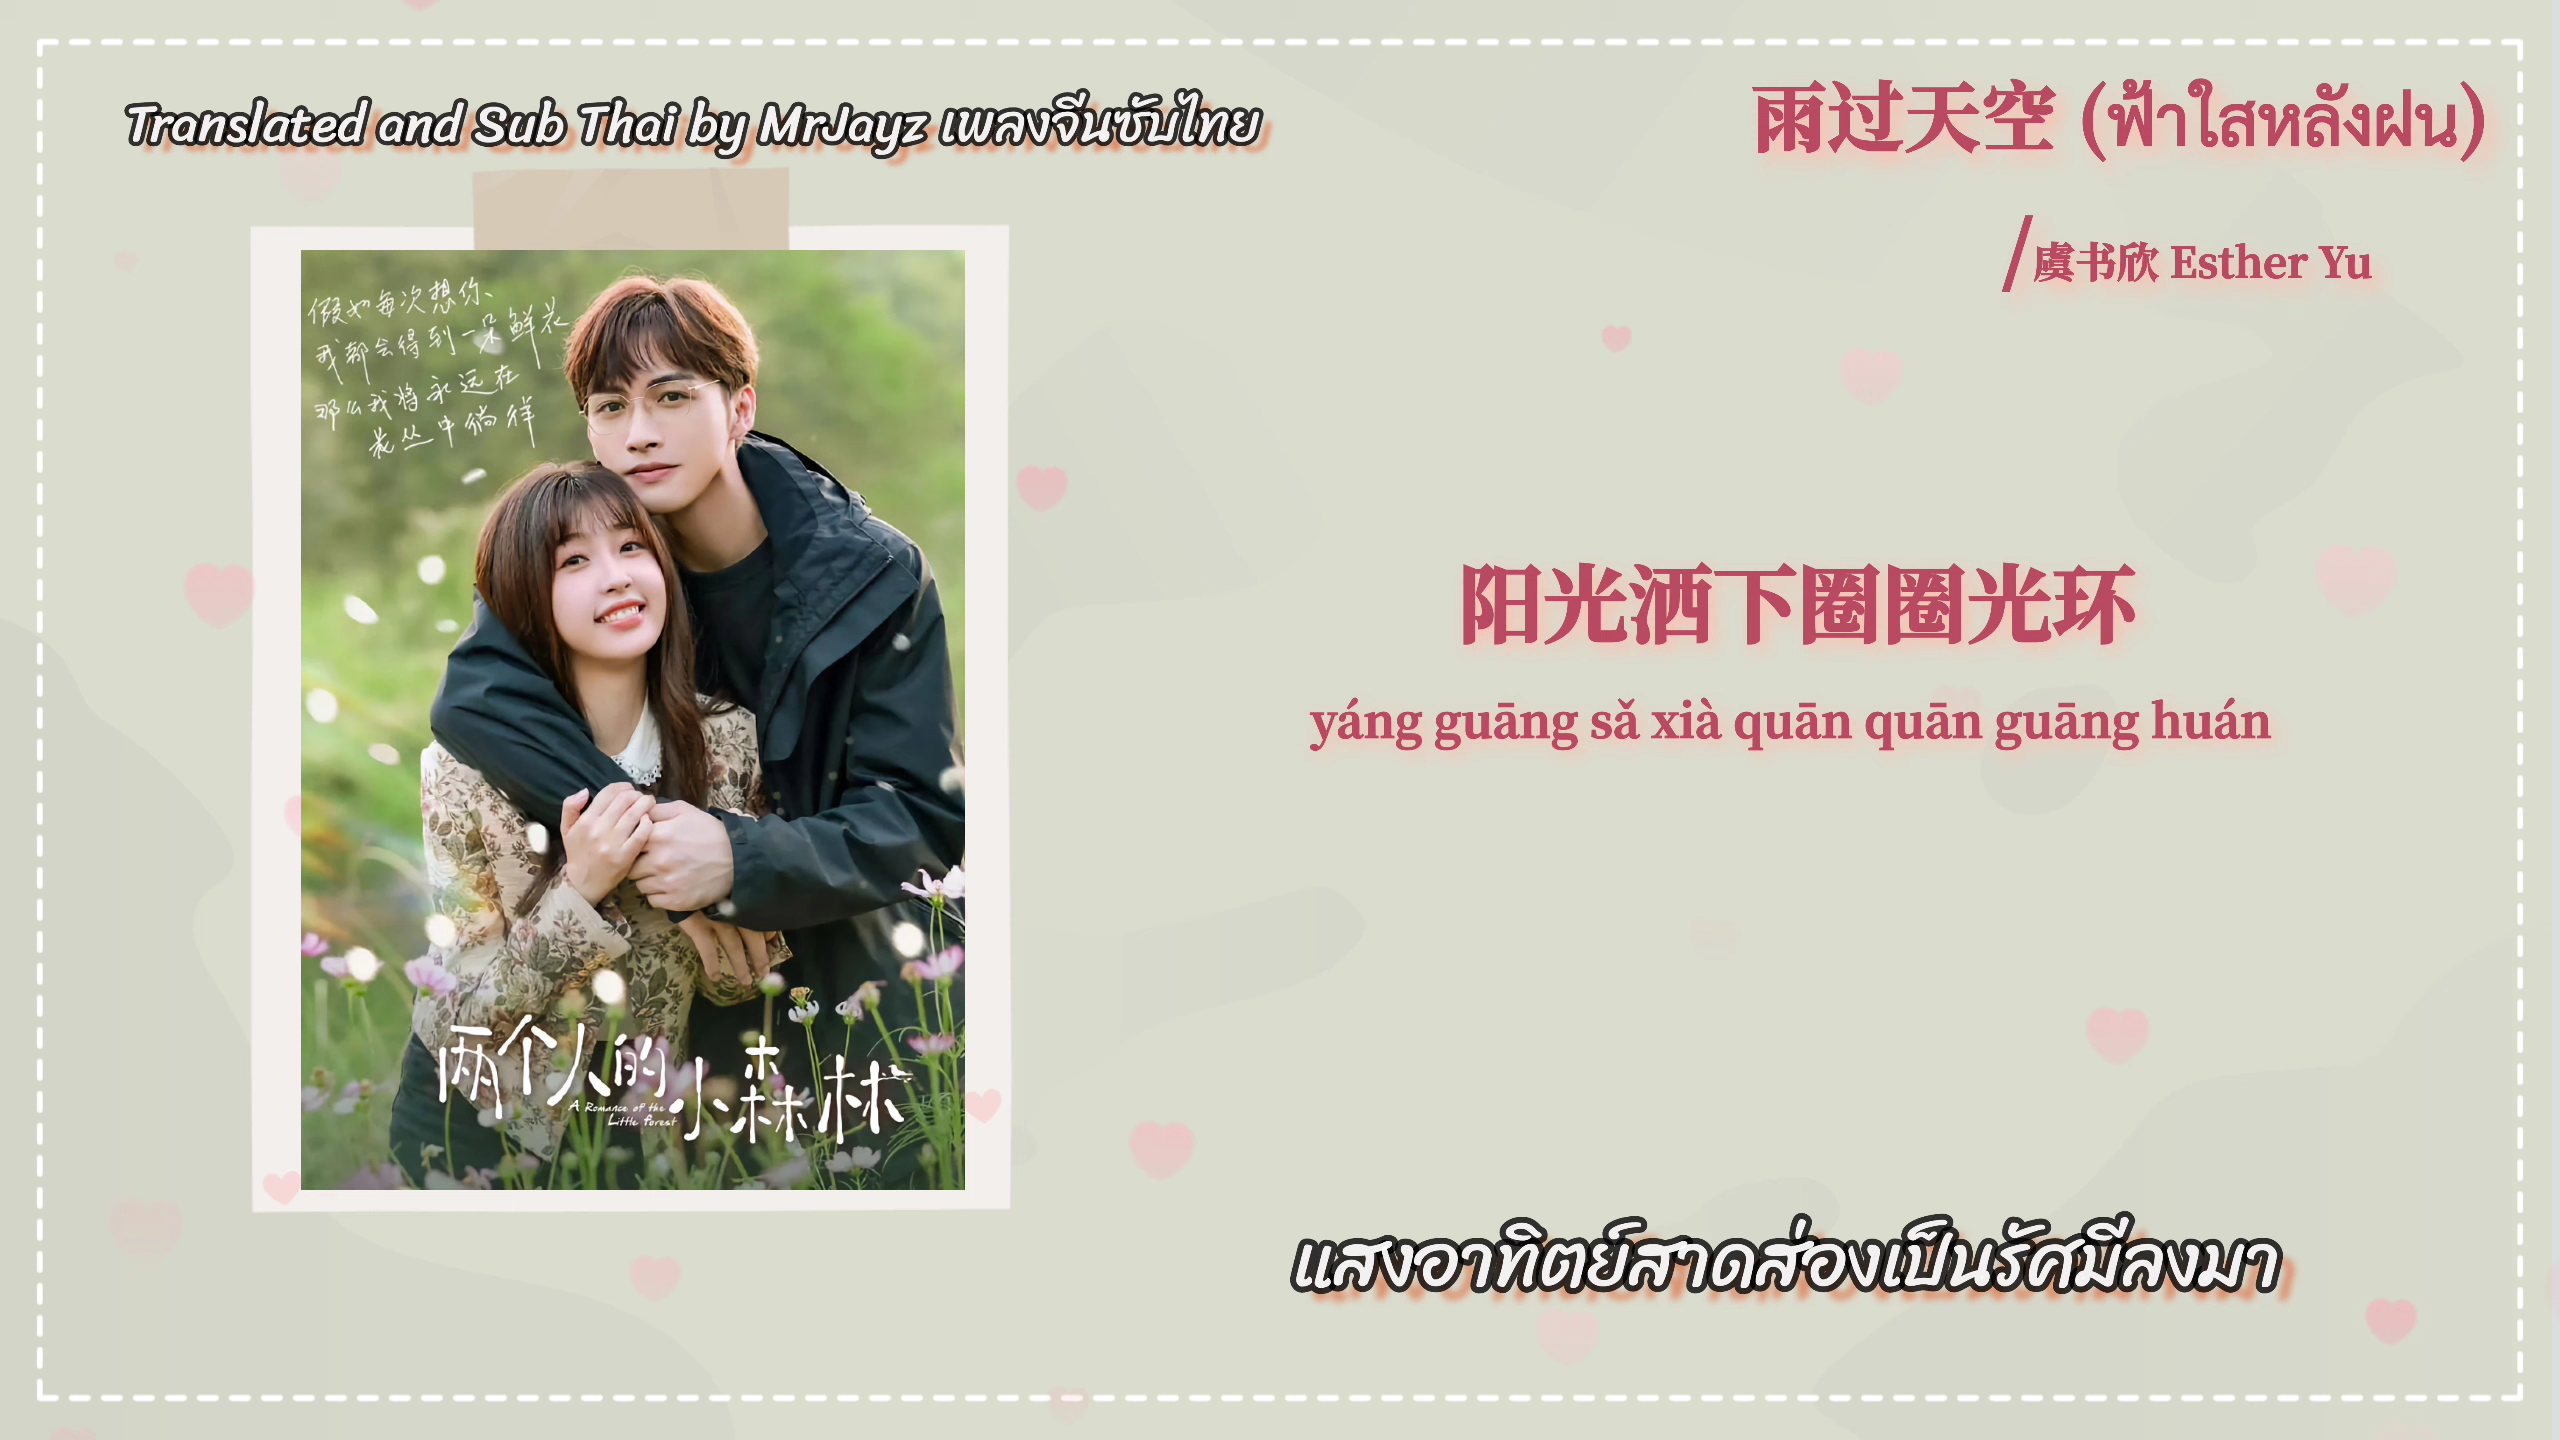 Translated and Sub Thai by MrJayz เพลงจีนซับไทย
雨过天空 (ฟ้าใสหลังฝน)
/虞书欣 Esther Yu
假如每次想你、
我都会得到一朵鲜花
那么我将永远在
花丛中徜徉
阳光洒下圈圈光环
yáng guāng sǎ xià quān quān guāng huán
两个人的小森林
A Romance of the
Little forest
แสงอาทิตย์สาดส่องเป็นรัศมีลงมา